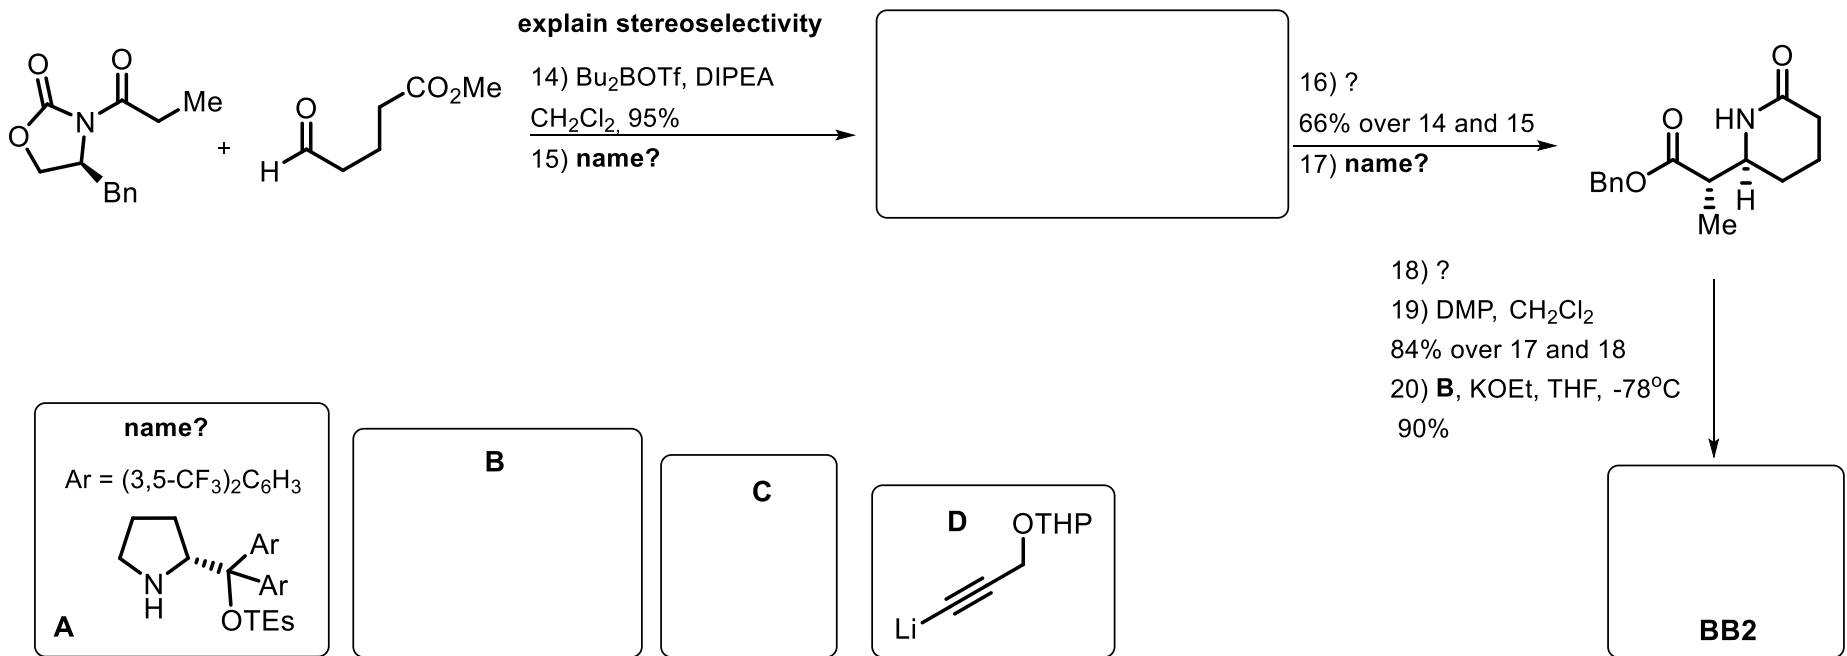 explain stereoselectivity
14) Bu2BOTf, DIPEA
CH2Cl2, 95%
15) name?
O
O
N
Me
O
Bn
+
O
H
CO2Me
16) ?
66% over 14 and 15
17) name?
O
HN
O
BnO
H
Me
18) ?
19) DMP, CH2Cl2
84% over 17 and 18
20) B, KOEt, THF, -78oC
90%
name?
Ar = (3,5-CF3)2C6H3
Ar
N
Ar
H
OTEs
A
B
C
D
OTHP
Li
BB2